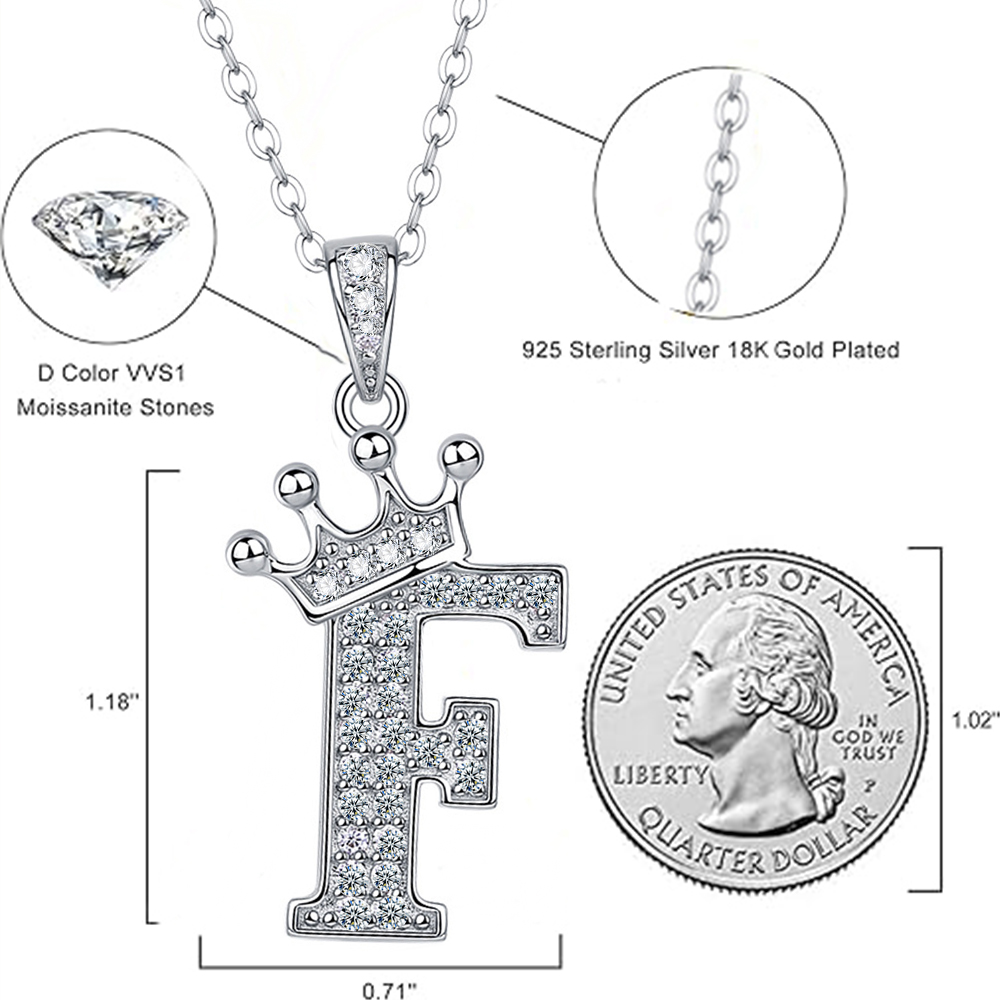 D Color VVS1
Moissanite Stones
925 Sterling Silver 18K Gold Plated
1.18"
F
UNITED STATES OF AMERICA
IN
GOD WE
TRUST
LIBERTY
P
QUARTER DOLLAR
1.02"
0.71"